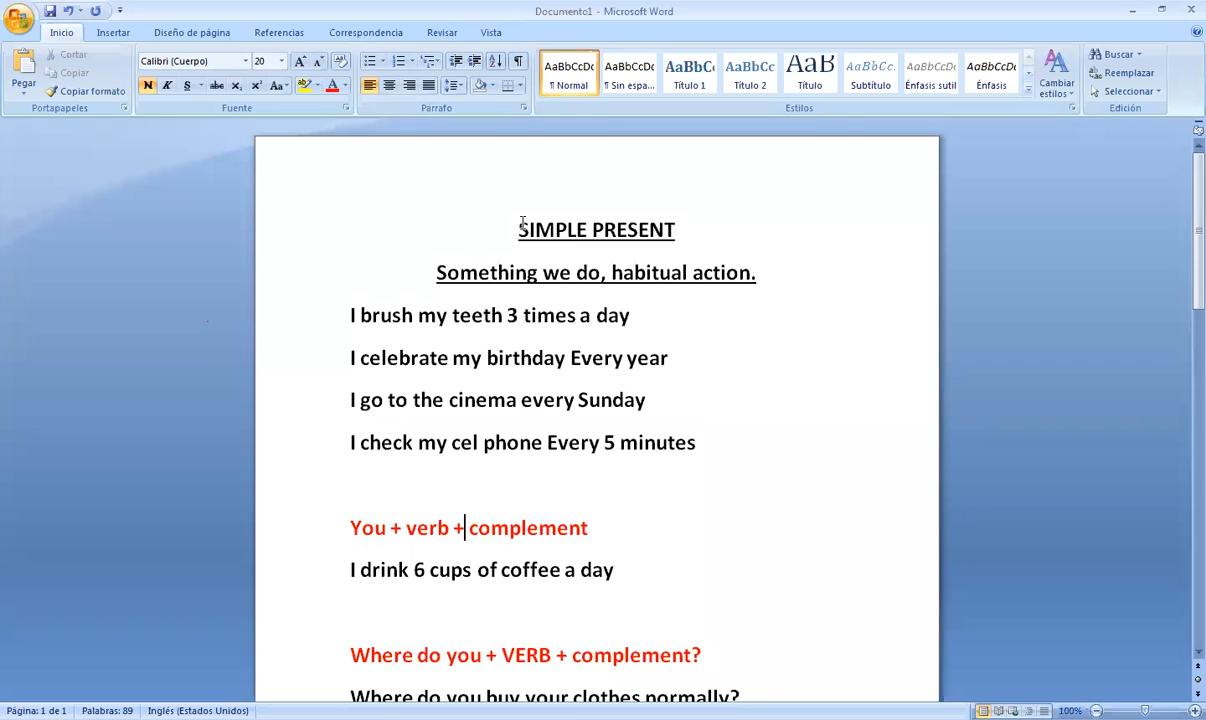 Documento1 - Microsoft Word
Inicio Insertar Diseño de página Referencias Correspondencia Revisar Vista
Pegar
Cortar
Copiar
Copiar formato
Portapapeles
Calibri (Cuerpo) 20
N K S abc x₂ x² Aa
Fuente
Párrafo
AaBbCcDc AaBbCcDc AaBbC AaBbCc AaB AaBbCc. AaBbCcDc AaBbCcDc
¶ Normal ¶ Sin espa... Título 1 Título 2 Título Subtítulo Énfasis sutil Énfasis
Cambiar estilos
Estilos
Buscar
Reemplazar
Seleccionar
Edición
SIMPLE PRESENT
Something we do, habitual action.
I brush my teeth 3 times a day
I celebrate my birthday Every year
I go to the cinema every Sunday
I check my cel phone Every 5 minutes
You + verb + complement
I drink 6 cups of coffee a day
Where do you + VERB + complement?
Where do you buy your clothes normally?
Página: 1 de 1 Palabras: 89 Inglés (Estados Unidos) 100%